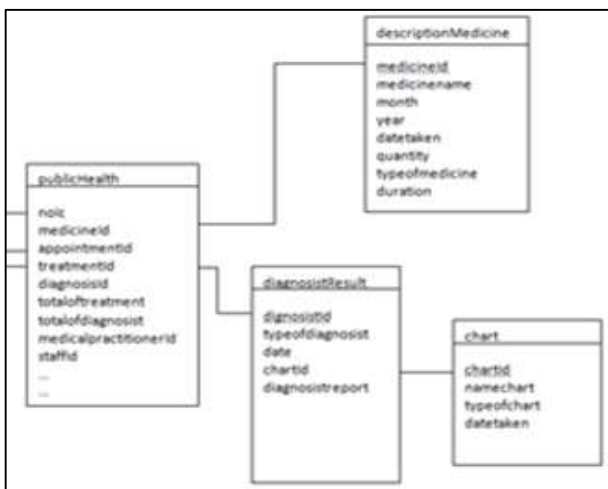 descriptionMedicine
medicineId
medicinename
month
year
datetaken
quantity
typeofmedicine
duration
publicHealth
noic
medicineId
appointmentid
treatmentid
diagnosisId
totaloftreatment
totalofdiagnosist
medicalpractitionerId
staffId
...
...
diagnosistResult
dignosistid
typeofdiagnosist
date
chartid
diagnosistreport
chart
chartid
namechart
typeofchart
datetaken